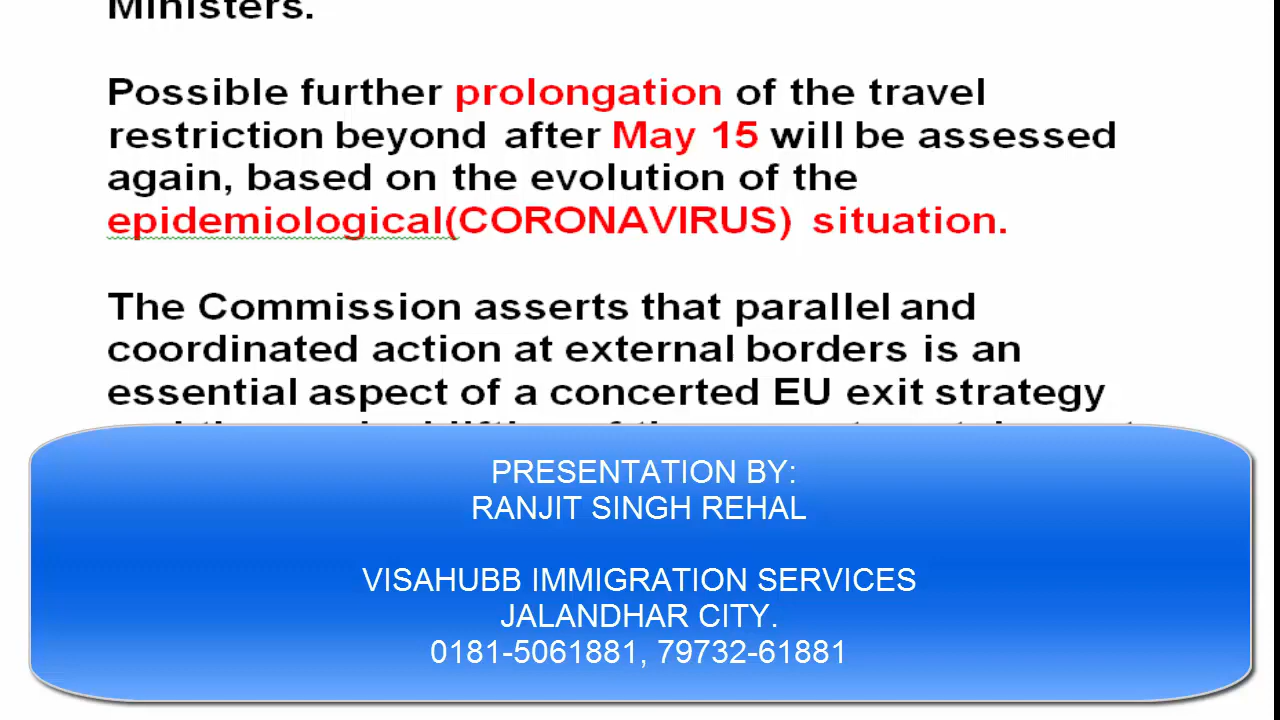 Ministers.
Possible further prolongation of the travel
restriction beyond after May 15 will be assessed
again, based on the evolution of the
epidemiological(CORONAVIRUS) situation.
The Commission asserts that parallel and
coordinated action at external borders is an
essential aspect of a concerted EU exit strategy
PRESENTATION BY:
RANJIT SINGH REHAL
VISAHUBB IMMIGRATION SERVICES
JALANDHAR CITY.
0181-5061881, 79732-61881